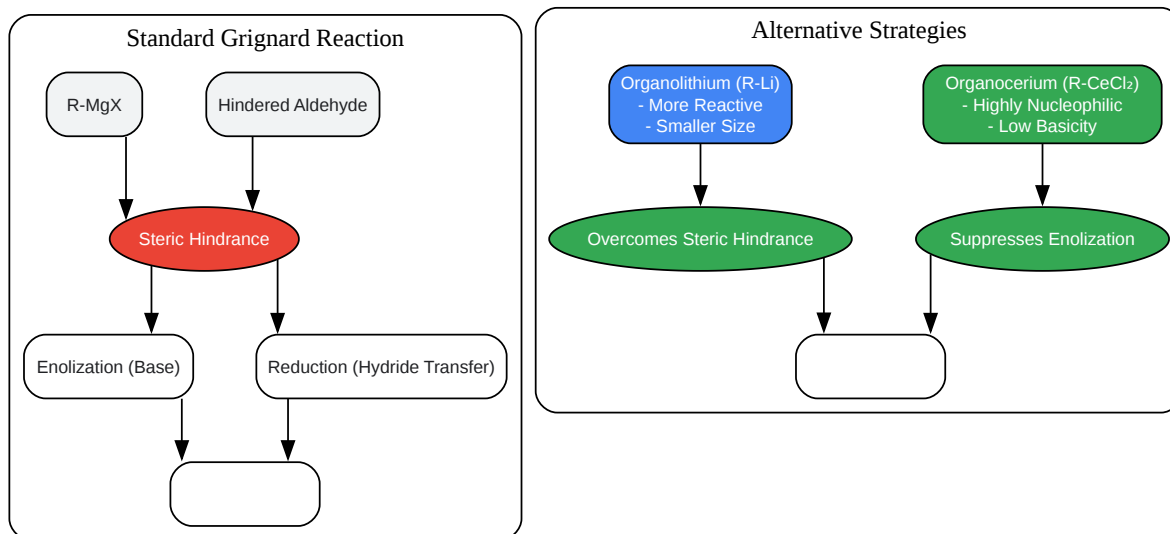 Standard Grignard Reaction
R-MgX
Hindered Aldehyde
Steric Hindrance
Enolization (Base)
Reduction (Hydride Transfer)
Alternative Strategies
Organolithium (R-Li)
- More Reactive
- Smaller Size
Organocerium (R-CeCl₂)
- Highly Nucleophilic
- Low Basicity
Overcomes Steric Hindrance
Suppresses Enolization